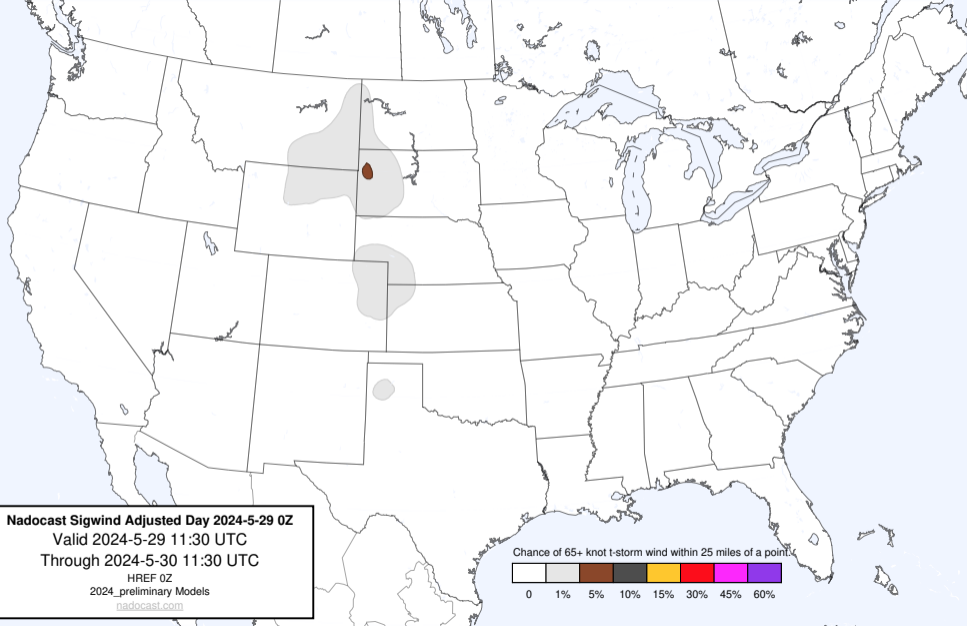 Nadocast Sigwind Adjusted Day 2024-5-29 0Z
Valid 2024-5-29 11:30 UTC
Through 2024-5-30 11:30 UTC
HREF 0Z
2024_preliminary Models
nadocast.com
Chance of 65+ knot t-storm wind within 25 miles of a point.
0 1% 5% 10% 15% 30% 45% 60%